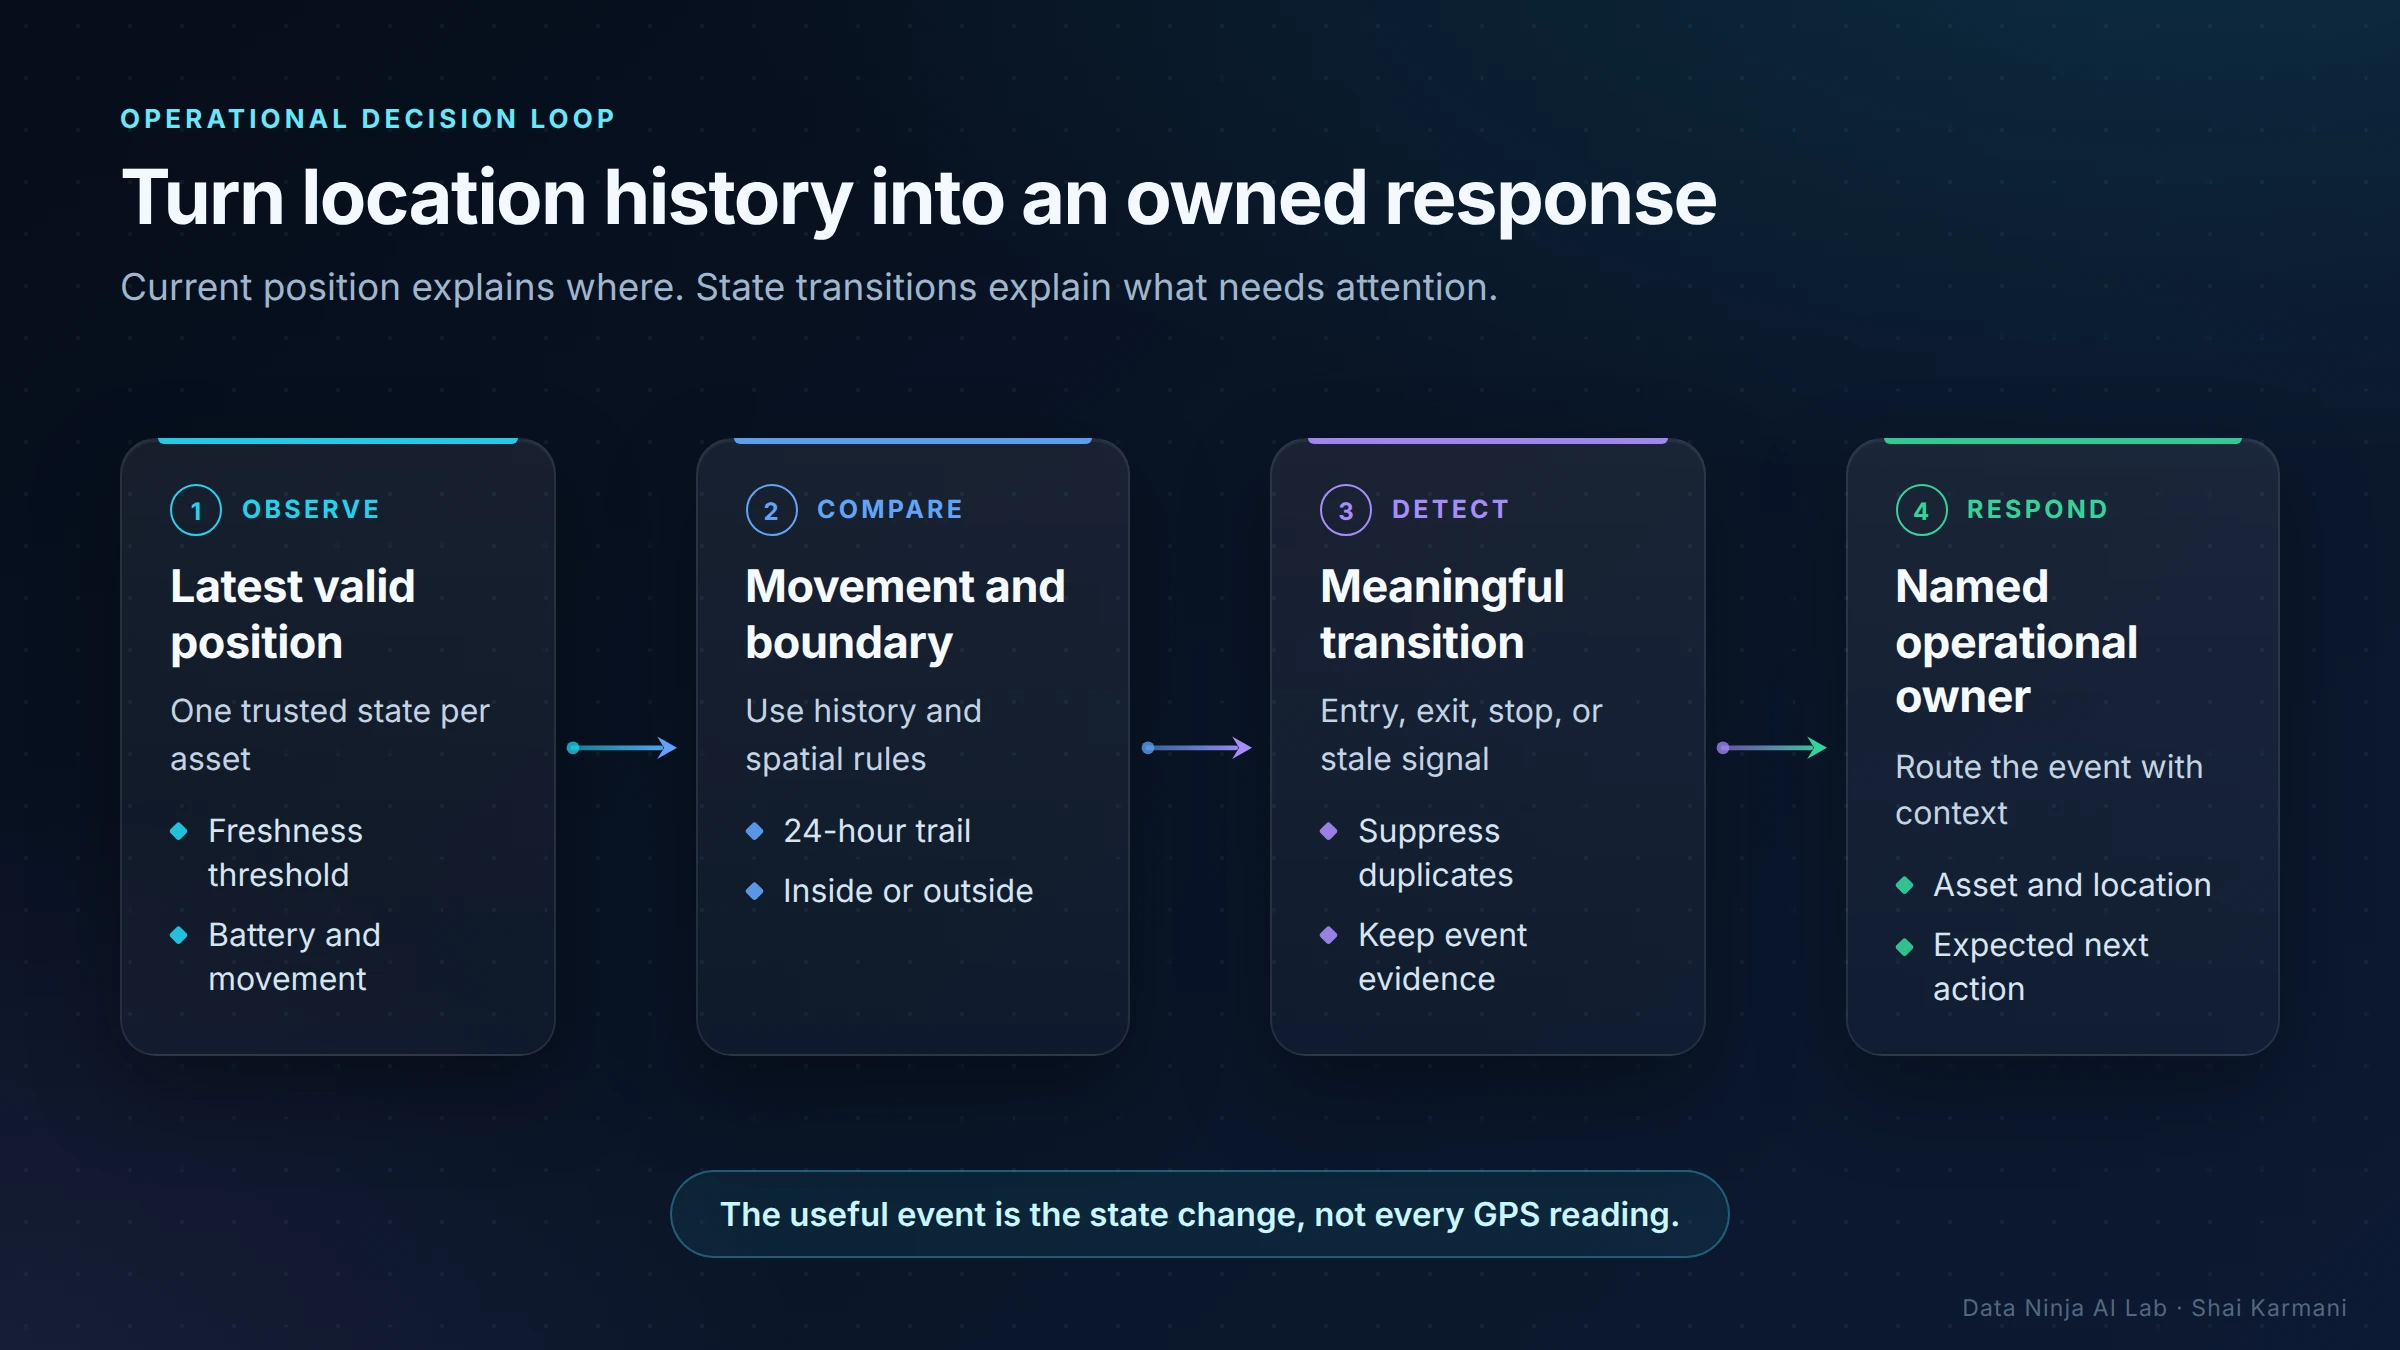 OPERATIONAL DECISION LOOP
Turn location history into an owned response
Current position explains where. State transitions explain what needs attention.
1 OBSERVE
Latest valid
position
One trusted state per
asset
Freshness
threshold
Battery and
movement
2 COMPARE
Movement and
boundary
Use history and
spatial rules
24-hour trail
Inside or outside
3 DETECT
Meaningful
transition
Entry, exit, stop, or
stale signal
Suppress
duplicates
Keep event
evidence
4 RESPOND
Named
operational
owner
Route the event with
context
Asset and location
Expected next
action
The useful event is the state change, not every GPS reading.
Data Ninja AI Lab · Shai Karmani